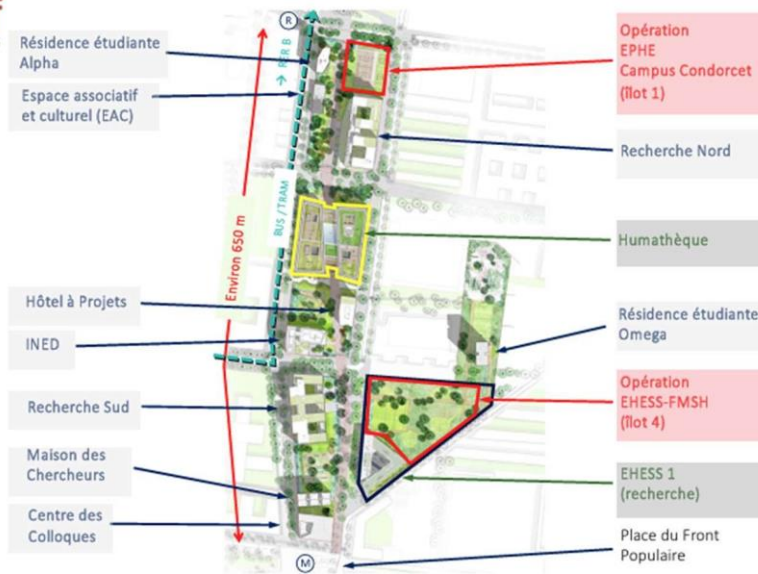 R
Résidence étudiante
Alpha
Espace associatif
et culturel (EAC)
→ RER B
BUS / TRAM
Environ 650 m
Hôtel à Projets
INED
Recherche Sud
Maison des
Chercheurs
Centre des
Colloques
M
Opération
EPHE
Campus Condorcet
(îlot 1)
Recherche Nord
Humathèque
Résidence étudiante
Omega
Opération
EHESS-FMSH
(îlot 4)
EHESS 1
(recherche)
Place du Front
Populaire